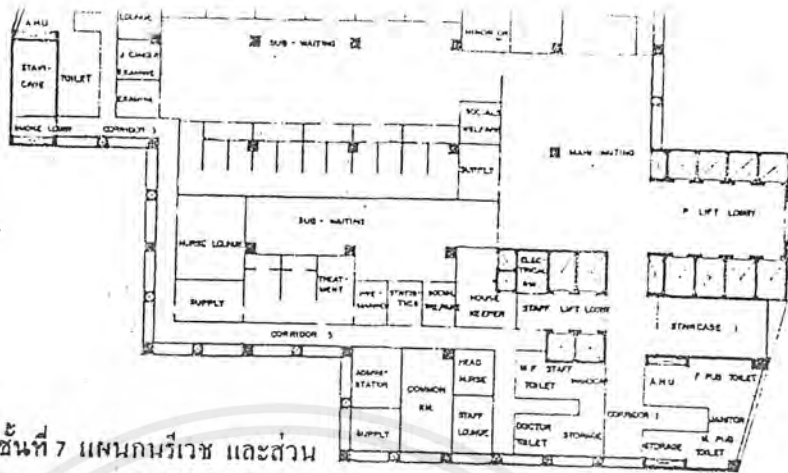 LOUNGE
A.H.U
MINOR OR
SUB - WAITING
STAIR-
CASE
TOILET
EXAMINE
EXAMINE
SMOKE LOBBY
CORRIDOR 3
SOCIAL
WELFARE
SUPPLY
MAIN WAITING
P LIFT LOBBY
SUB - WAITING
NURSE LOUNGE
TREAT-
MENT
SUPPLY
STATIS-
TICS
SOCIAL
WELFARE
HOUSE
KEEPER
ELEC-
TRICAL
RM.
STAFF LIFT LOBBY
STAIRCASE 1
CORRIDOR 5
COMMON
RM.
HEAD
NURSE
M.F STAFF
TOILET
A.H.U
F PUB TOILET
SUPPLY
STAFF
LOUNGE
DOCTOR
TOILET
STORAGE
JANITOR
STORAGE
M. PUB
TOILET
ชั้นที่ 7 แผนกนรีเวช และส่วน